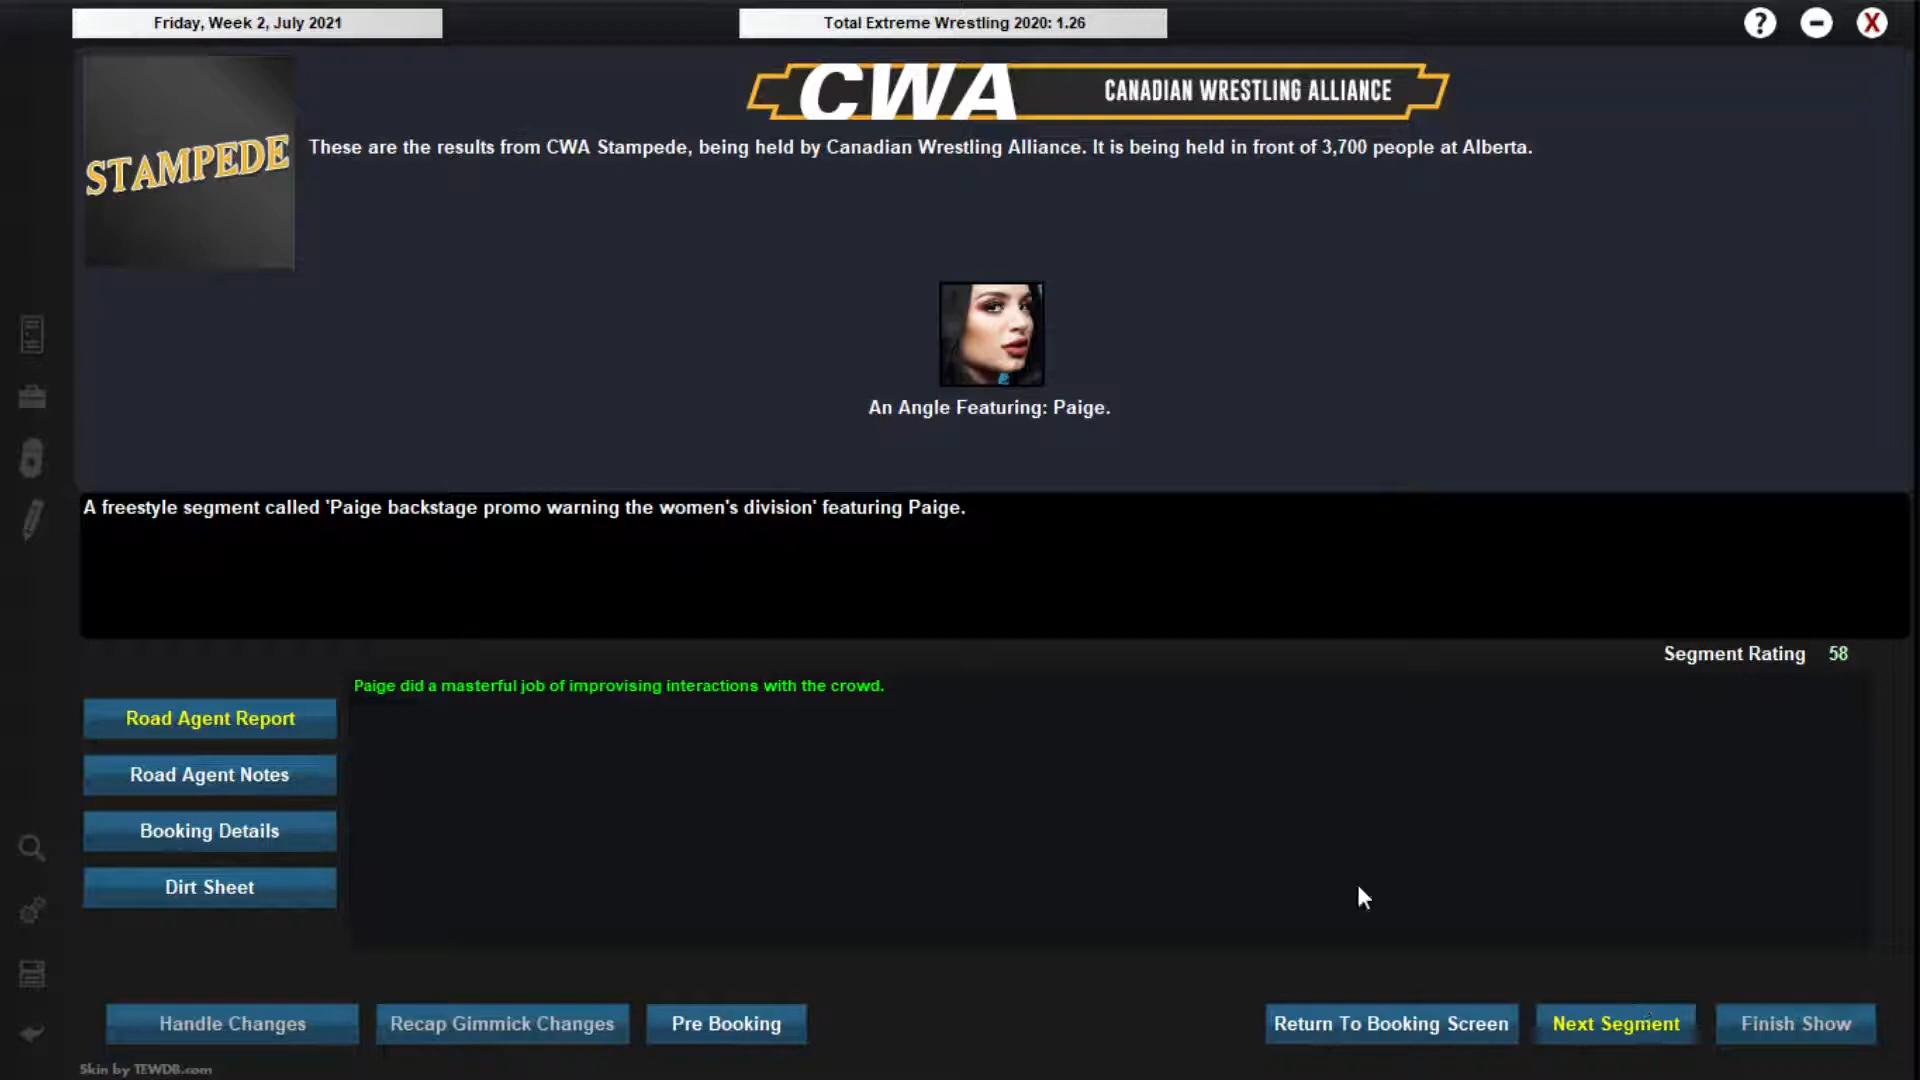 Friday, Week 2, July 2021
Total Extreme Wrestling 2020: 1.26
?
X
CWA CANADIAN WRESTLING ALLIANCE
STAMPEDE
These are the results from CWA Stampede, being held by Canadian Wrestling Alliance. It is being held in front of 3,700 people at Alberta.
An Angle Featuring: Paige.
A freestyle segment called 'Paige backstage promo warning the women's division' featuring Paige.
Segment Rating 58
Paige did a masterful job of improvising interactions with the crowd.
Road Agent Report
Road Agent Notes
Booking Details
Dirt Sheet
Handle Changes
Recap Gimmick Changes
Pre Booking
Return To Booking Screen
Next Segment
Finish Show
Skin by TEWDB.com